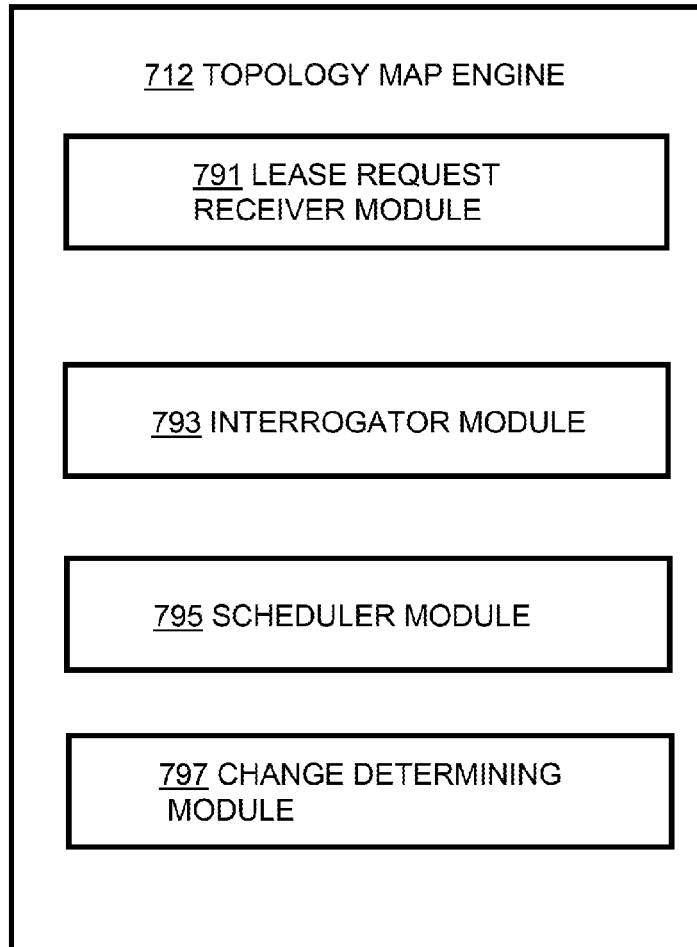 712 TOPOLOGY MAP ENGINE
791 LEASE REQUEST
RECEIVER MODULE
793 INTERROGATOR MODULE
795 SCHEDULER MODULE
797 CHANGE DETERMINING
MODULE